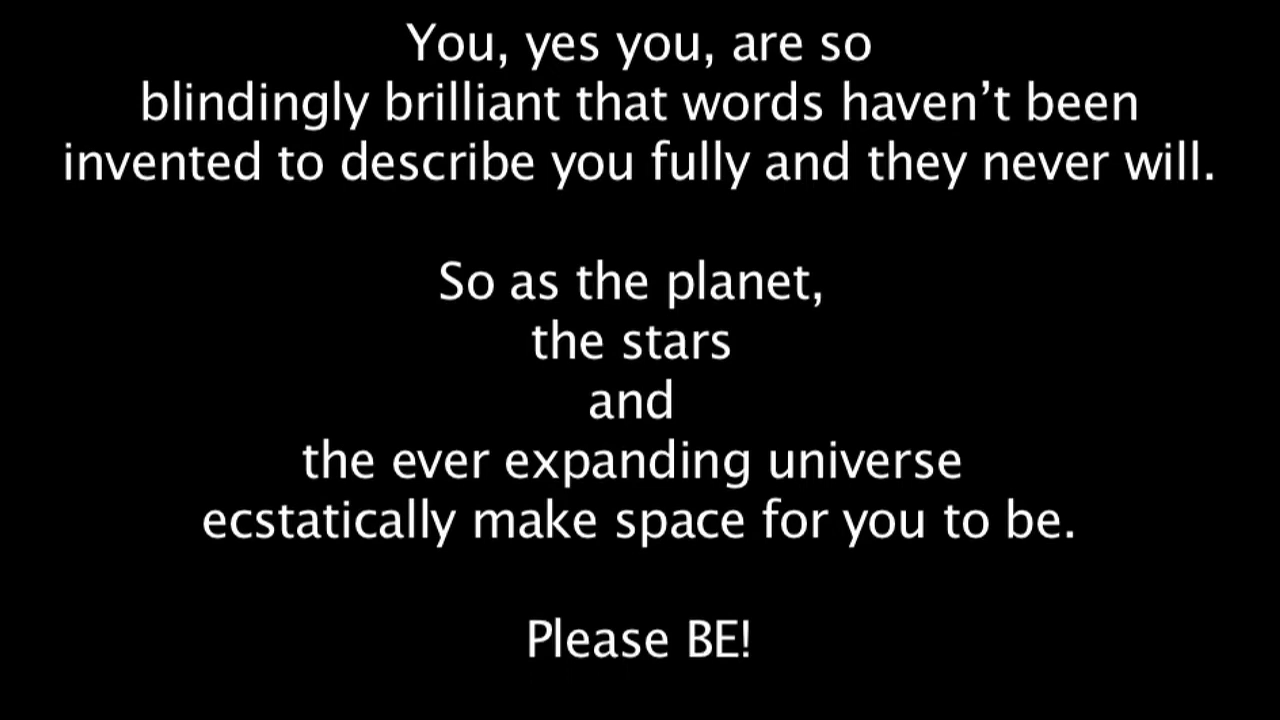 You, yes you, are so
blindingly brilliant that words haven’t been
invented to describe you fully and they never will.
So as the planet,
the stars
and
the ever expanding universe
ecstatically make space for you to be.
Please BE!